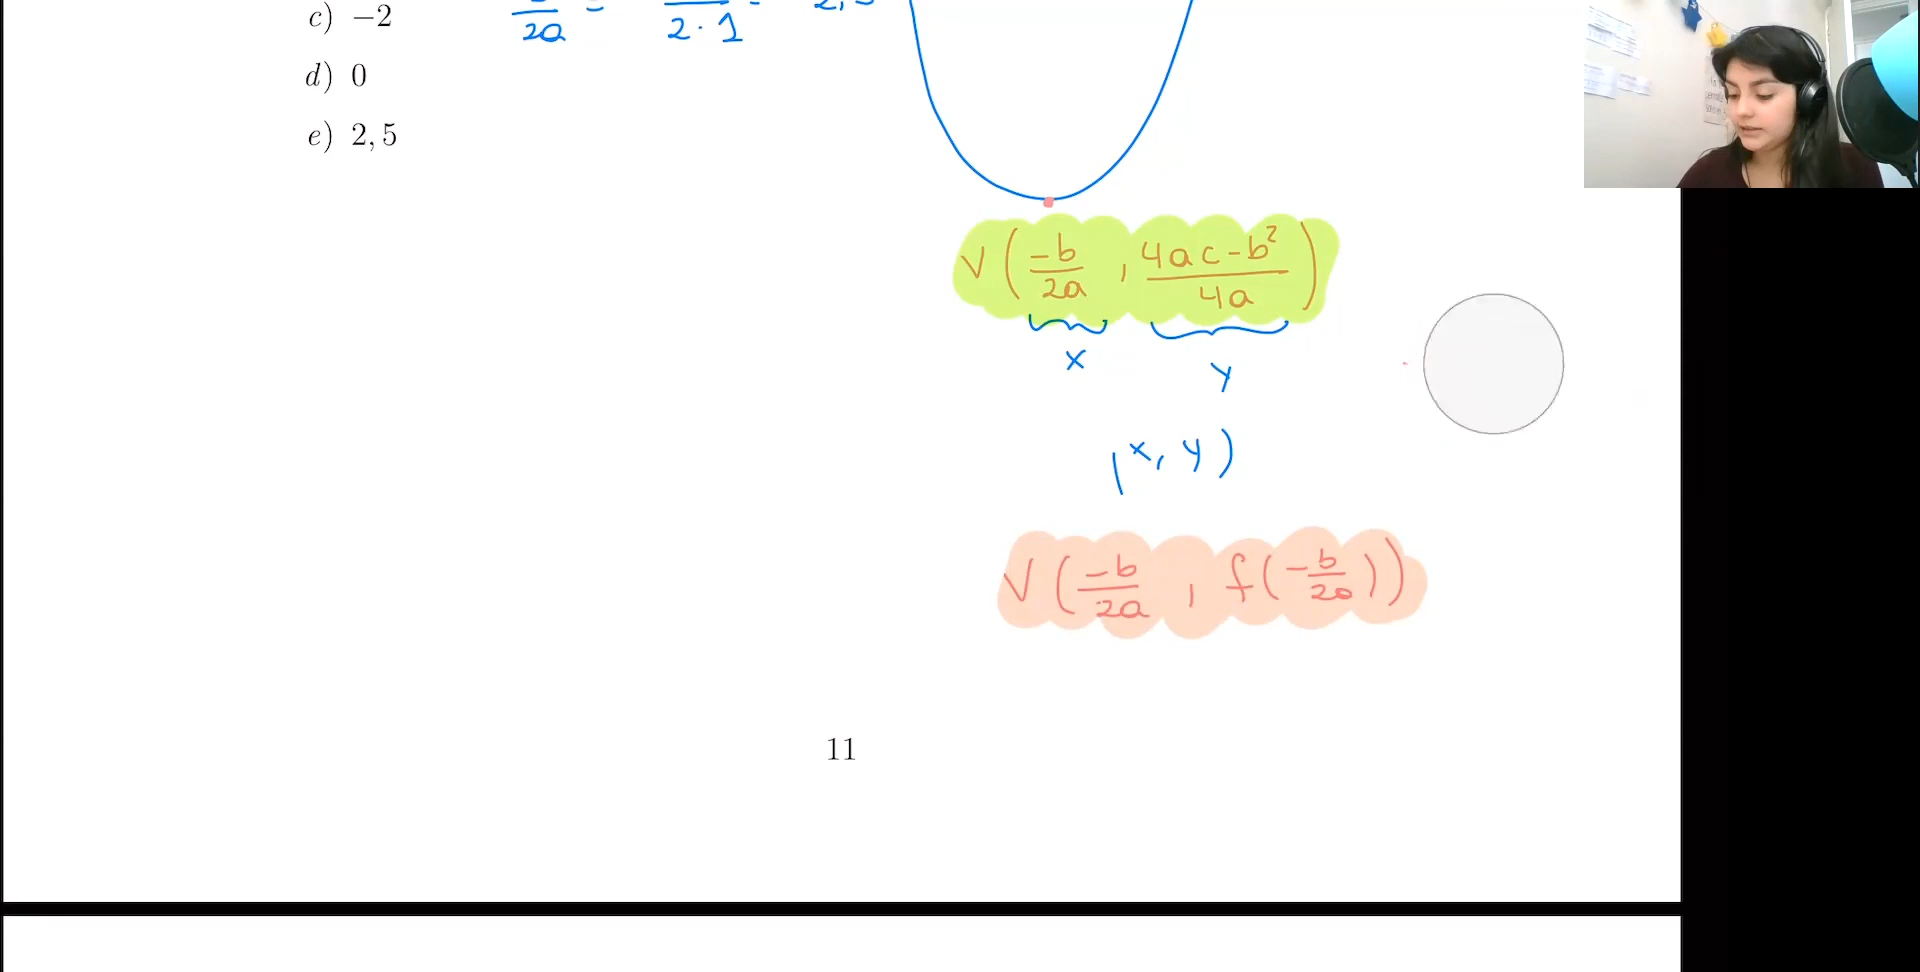 c) −2
2a = 2·1
d) 0
e) 2,5
V(-b/2a, 4ac-b²/4a)
x y
(x, y)
V(-b/2a, f(-b/2a))
11